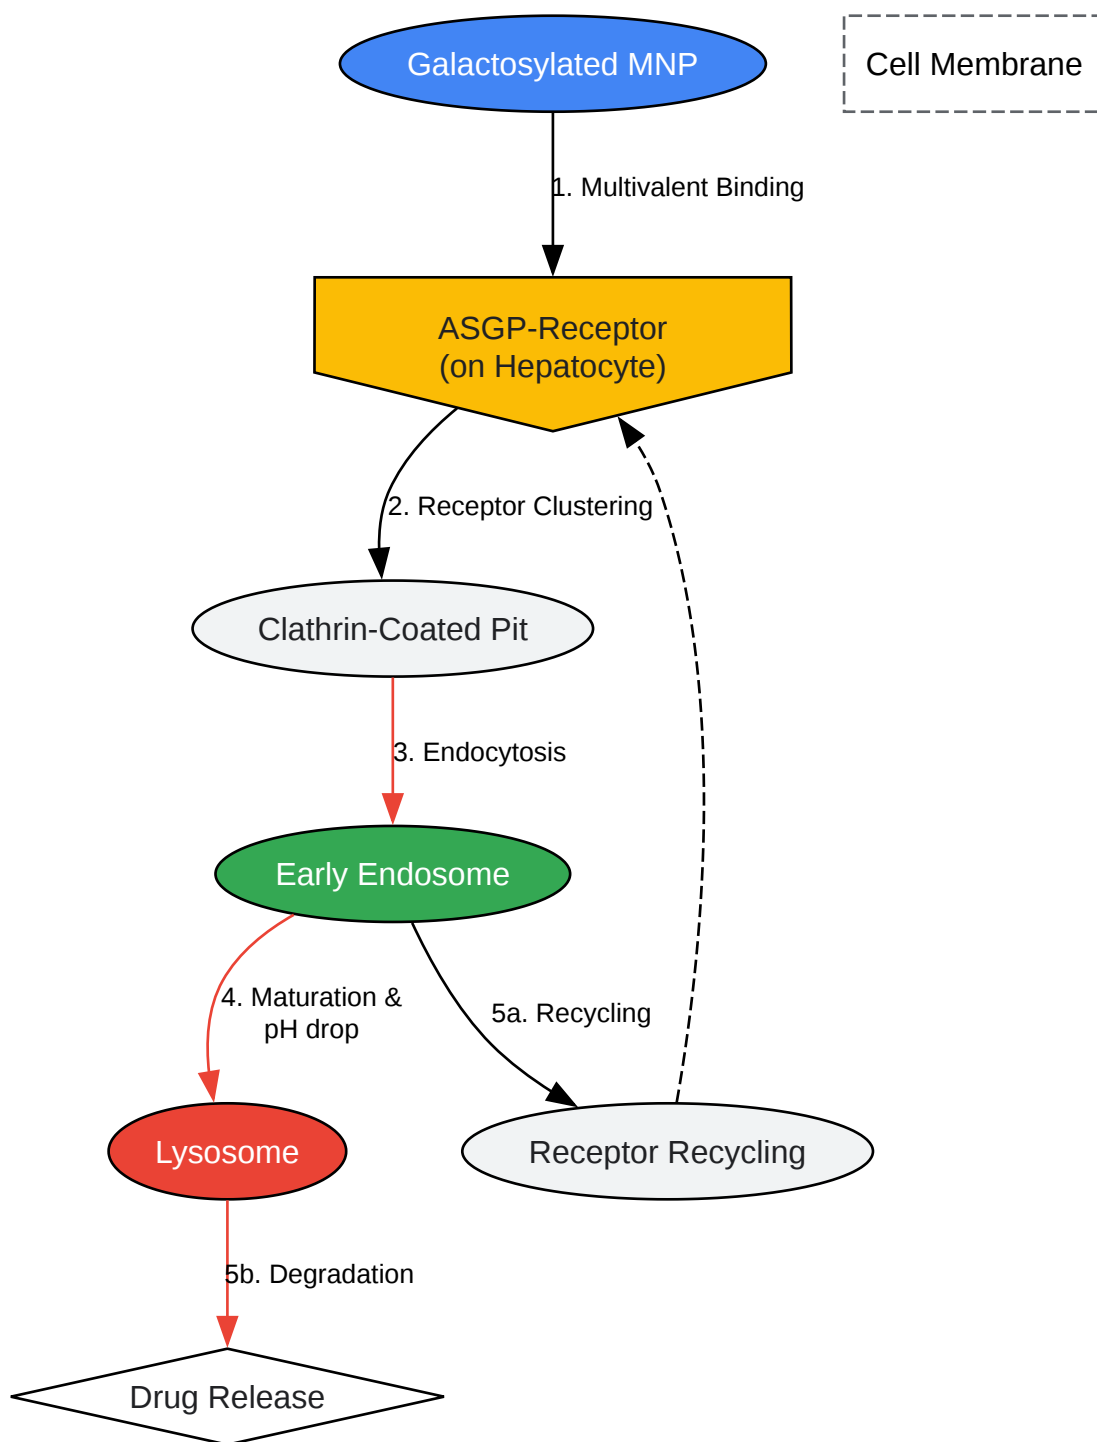 Galactosylated MNP
Cell Membrane
1. Multivalent Binding
ASGP-Receptor
(on Hepatocyte)
2. Receptor Clustering
Clathrin-Coated Pit
3. Endocytosis
Early Endosome
4. Maturation &
pH drop
5a. Recycling
Lysosome
Receptor Recycling
5b. Degradation
Drug Release